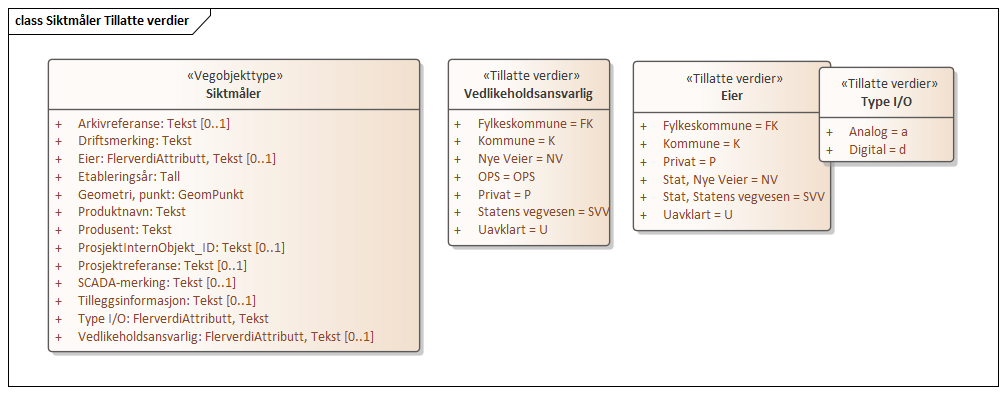 class Siktmåler Tillatte verdier
«Vegobjekttype»
Siktmåler
+ Arkivreferanse: Tekst [0..1]
+ Driftsmerking: Tekst
+ Eier: FlerverdiAttributt, Tekst [0..1]
+ Etableringsår: Tall
+ Geometri, punkt: GeomPunkt
+ Produktnavn: Tekst
+ Produsent: Tekst
+ ProsjektInternObjekt_ID: Tekst [0..1]
+ Prosjektreferanse: Tekst [0..1]
+ SCADA-merking: Tekst [0..1]
+ Tilleggsinformasjon: Tekst [0..1]
+ Type I/O: FlerverdiAttributt, Tekst
+ Vedlikeholdsansvarlig: FlerverdiAttributt, Tekst [0..1]
«Tillatte verdier»
Vedlikeholdsansvarlig
+ Fylkeskommune = FK
+ Kommune = K
+ Nye Veier = NV
+ OPS = OPS
+ Privat = P
+ Statens vegvesen = SVV
+ Uavklart = U
«Tillatte verdier»
Eier
+ Fylkeskommune = FK
+ Kommune = K
+ Privat = P
+ Stat, Nye Veier = NV
+ Stat, Statens vegvesen = SVV
+ Uavklart = U
«Tillatte verdier»
Type I/O
+ Analog = a
+ Digital = d